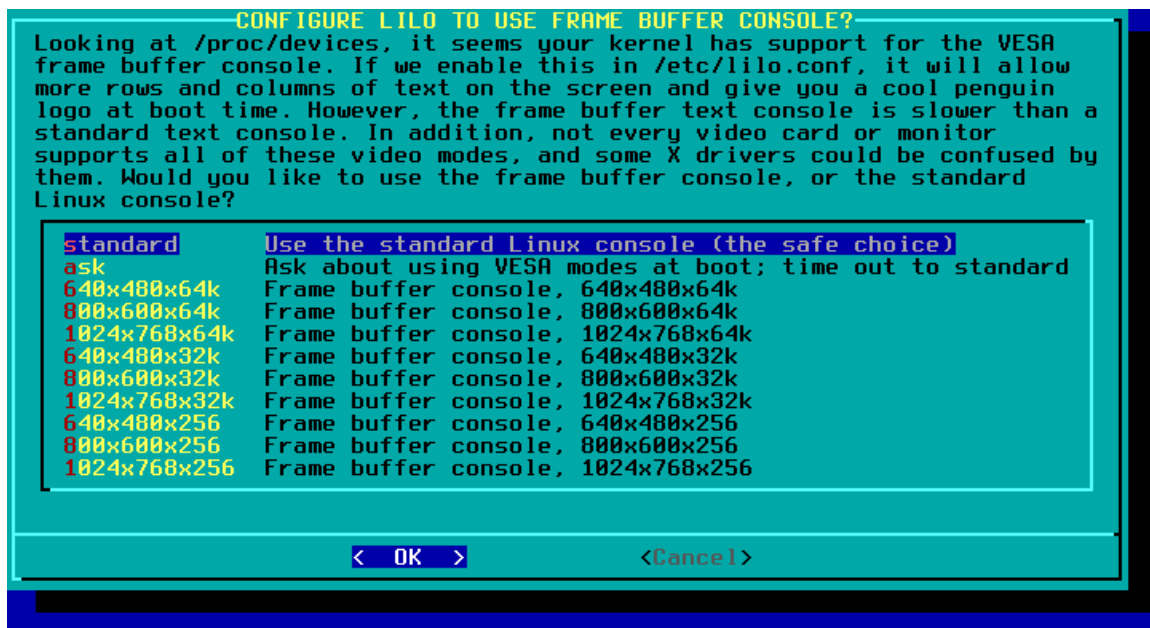 CONFIGURE LILO TO USE FRAME BUFFER CONSOLE?
Looking at /proc/devices, it seems your kernel has support for the VESA
frame buffer console. If we enable this in /etc/lilo.conf, it will allow
more rows and columns of text on the screen and give you a cool penguin
logo at boot time. However, the frame buffer text console is slower than a
standard text console. In addition, not every video card or monitor
supports all of these video modes, and some X drivers could be confused by
them. Would you like to use the frame buffer console, or the standard
Linux console?
standard Use the standard Linux console (the safe choice)
ask Ask about using VESA modes at boot; time out to standard
640x480x64k Frame buffer console, 640x480x64k
800x600x64k Frame buffer console, 800x600x64k
1024x768x64k Frame buffer console, 1024x768x64k
640x480x32k Frame buffer console, 640x480x32k
800x600x32k Frame buffer console, 800x600x32k
1024x768x32k Frame buffer console, 1024x768x32k
640x480x256 Frame buffer console, 640x480x256
800x600x256 Frame buffer console, 800x600x256
1024x768x256 Frame buffer console, 1024x768x256
< OK > <Cancel>